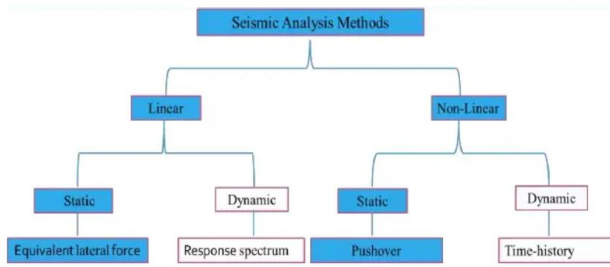 Seismic Analysis Methods
Linear
Non-Linear
Static
Dynamic
Static
Dynamic
Equivalent lateral force
Response spectrum
Pushover
Time-history